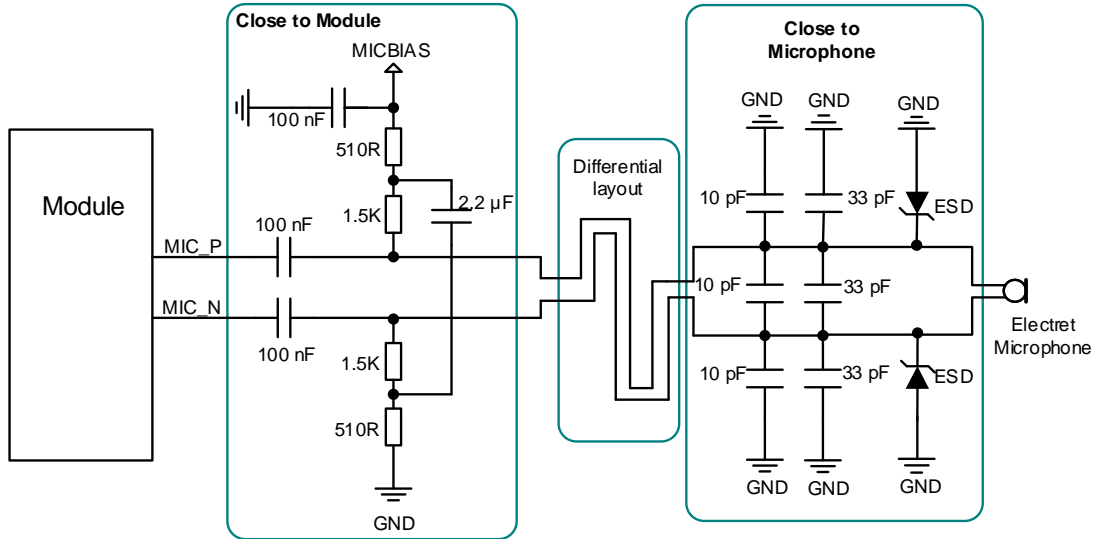 Close to Module
MICBIAS
100 nF
510R
2.2 µF
1.5K
Module
100 nF
MIC_P
MIC_N
100 nF
1.5K
510R
GND
Differential
layout
Close to
Microphone
GND
GND
GND
10 pF
33 pF
ESD
10 pF
33 pF
Electret
Microphone
10 pF
33 pF
ESD
GND
GND
GND